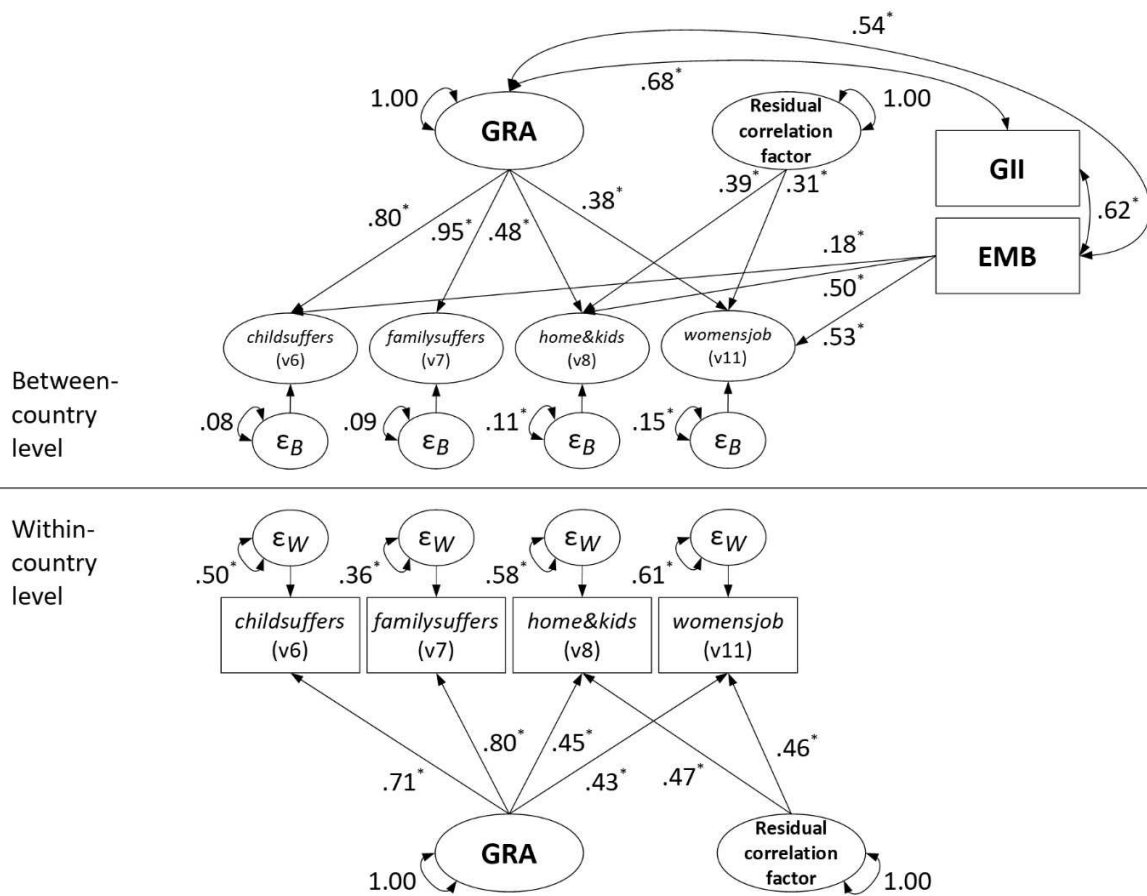 .54*
.68*
1.00
GRA
Residual
correlation
factor
1.00
GII
.62*
EMB
.80*
.95*
.48*
.38*
.39*
.31*
.18*
.50*
.53*
childsuffers
(v6)
familysuffers
(v7)
home&kids
(v8)
womensjob
(v11)
Between-
country
level
.08
εB
.09
εB
.11*
εB
.15*
εB
Within-
country
level
εW
.50*
εW
.36*
εW
.58*
εW
.61*
childsuffers
(v6)
familysuffers
(v7)
home&kids
(v8)
womensjob
(v11)
.71*
.80*
.45*
.43*
.47*
.46*
GRA
1.00
Residual
correlation
factor
1.00